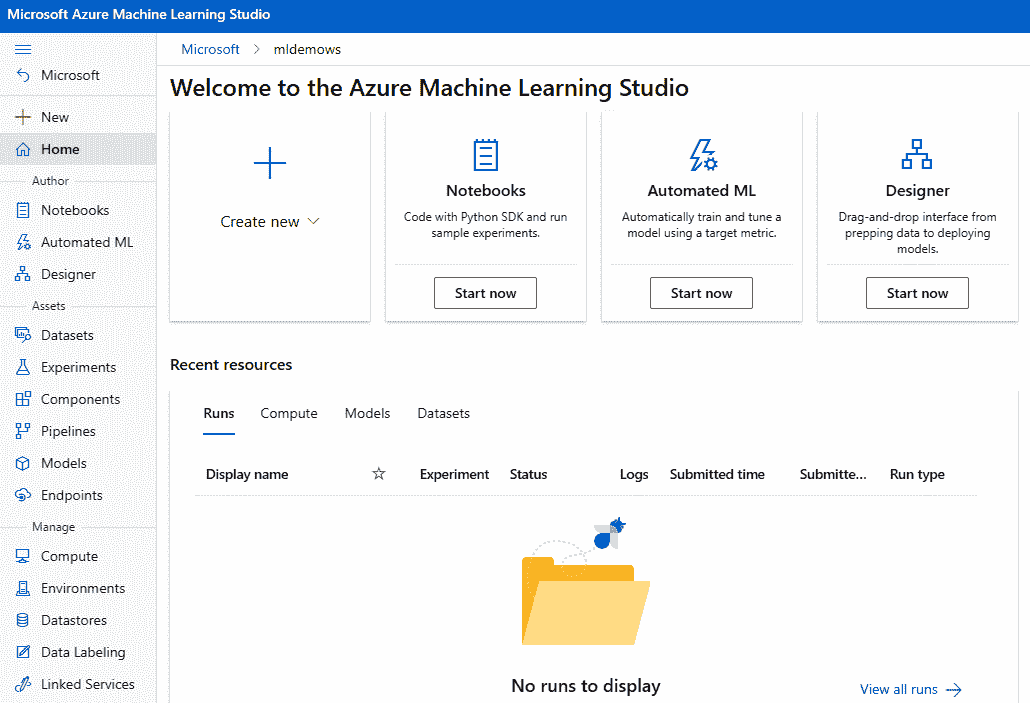 Microsoft Azure Machine Learning Studio
Microsoft
New
Home
Author
Notebooks
Automated ML
Designer
Assets
Datasets
Experiments
Components
Pipelines
Models
Endpoints
Manage
Compute
Environments
Datastores
Data Labeling
Linked Services
Microsoft > mldemows
Welcome to the Azure Machine Learning Studio
Create new
Notebooks
Code with Python SDK and run
sample experiments.
Start now
Automated ML
Automatically train and tune a
model using a target metric.
Start now
Designer
Drag-and-drop interface from
prepping data to deploying
models.
Start now
Recent resources
Runs Compute Models Datasets
Display name Experiment Status Logs Submitted time Submitte... Run type
No runs to display
View all runs